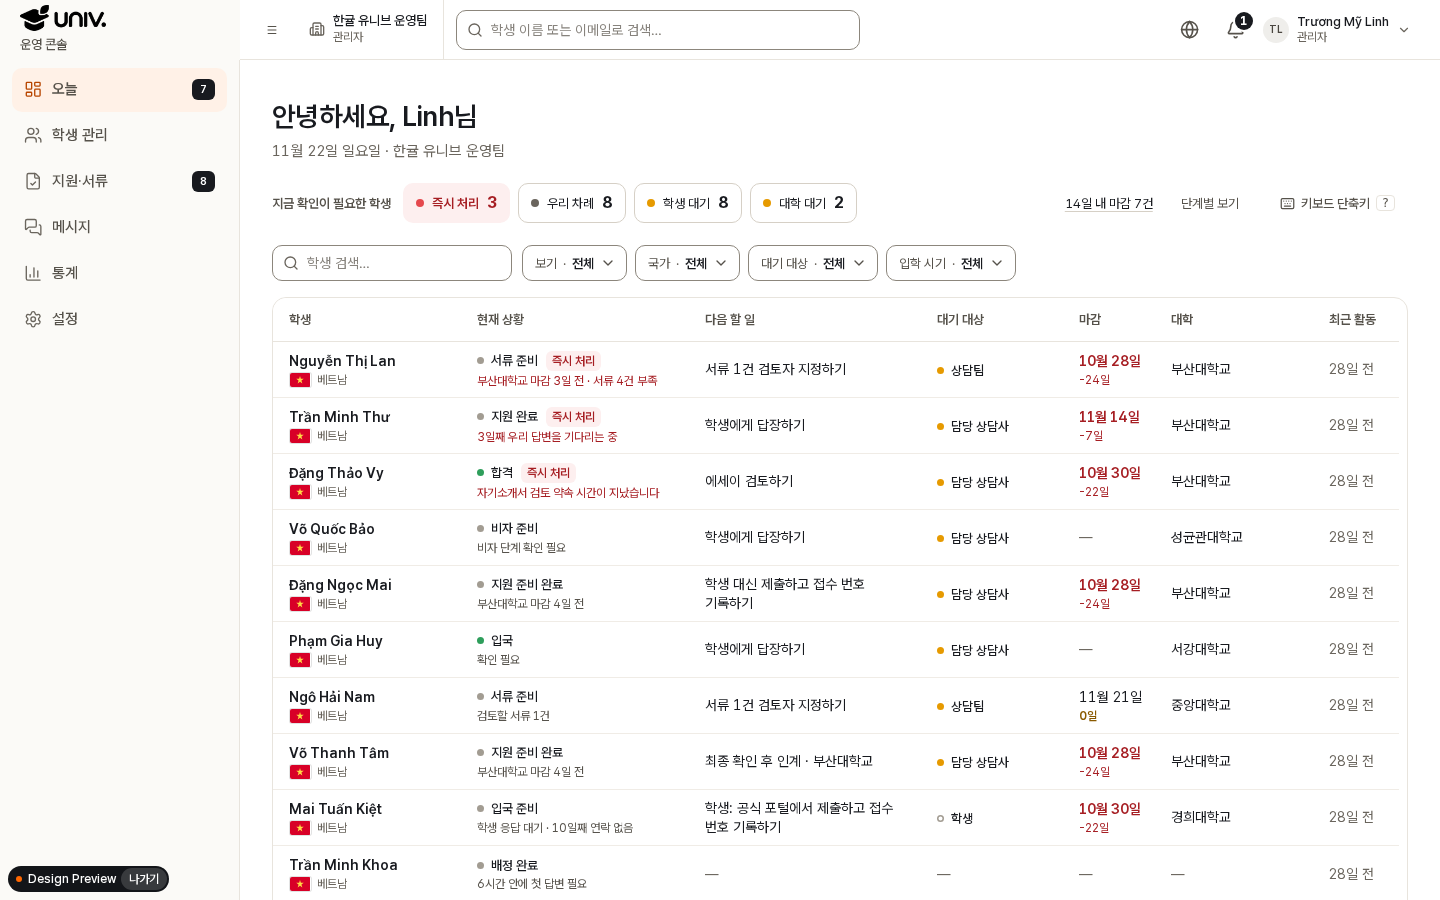 UNIV.
운영 콘솔
오늘 7
학생 관리
지원·서류 8
메시지
통계
설정
Design Preview 나가기
한귤 유니브 운영팀
관리자
학생 이름 또는 이메일로 검색...
1
TL
Trương Mỹ Linh
관리자
안녕하세요, Linh님
11월 22일 일요일 · 한귤 유니브 운영팀
지금 확인이 필요한 학생 즉시 처리 3 우리 차례 8 학생 대기 8 대학 대기 2 14일 내 마감 7건 단계별 보기 키보드 단축키 ?
학생 검색... 보기 · 전체 국가 · 전체 대기 대상 · 전체 입학 시기 · 전체
학생 현재 상황 다음 할 일 대기 대상 마감 대학 최근 활동
Nguyễn Thị Lan 서류 준비 즉시 처리 서류 1건 검토자 지정하기 상담팀 10월 28일 부산대학교 28일 전
베트남 부산대학교 마감 3일 전 · 서류 4건 부족 -24일
Trần Minh Thư 지원 완료 즉시 처리 학생에게 답장하기 담당 상담사 11월 14일 부산대학교 28일 전
베트남 3일째 우리 답변을 기다리는 중 -7일
Đặng Thảo Vy 합격 즉시 처리 에세이 검토하기 담당 상담사 10월 30일 부산대학교 28일 전
베트남 자기소개서 검토 약속 시간이 지났습니다 -22일
Võ Quốc Bảo 비자 준비 학생에게 답장하기 담당 상담사 — 성균관대학교 28일 전
베트남 비자 단계 확인 필요
Đặng Ngọc Mai 지원 준비 완료 학생 대신 제출하고 접수 번호 기록하기 담당 상담사 10월 28일 부산대학교 28일 전
베트남 부산대학교 마감 4일 전 -24일
Phạm Gia Huy 입국 학생에게 답장하기 담당 상담사 — 서강대학교 28일 전
베트남 확인 필요
Ngô Hải Nam 서류 준비 서류 1건 검토자 지정하기 상담팀 11월 21일 중앙대학교 28일 전
베트남 검토할 서류 1건 0일
Võ Thanh Tâm 지원 준비 완료 최종 확인 후 인계 · 부산대학교 담당 상담사 10월 28일 부산대학교 28일 전
베트남 부산대학교 마감 4일 전 -24일
Mai Tuấn Kiệt 입국 준비 학생: 공식 포털에서 제출하고 접수 번호 기록하기 학생 10월 30일 경희대학교 28일 전
베트남 학생 응답 대기 · 10일째 연락 없음 -22일
Trần Minh Khoa 배정 완료 — — — — 28일 전
베트남 6시간 안에 첫 답변 필요